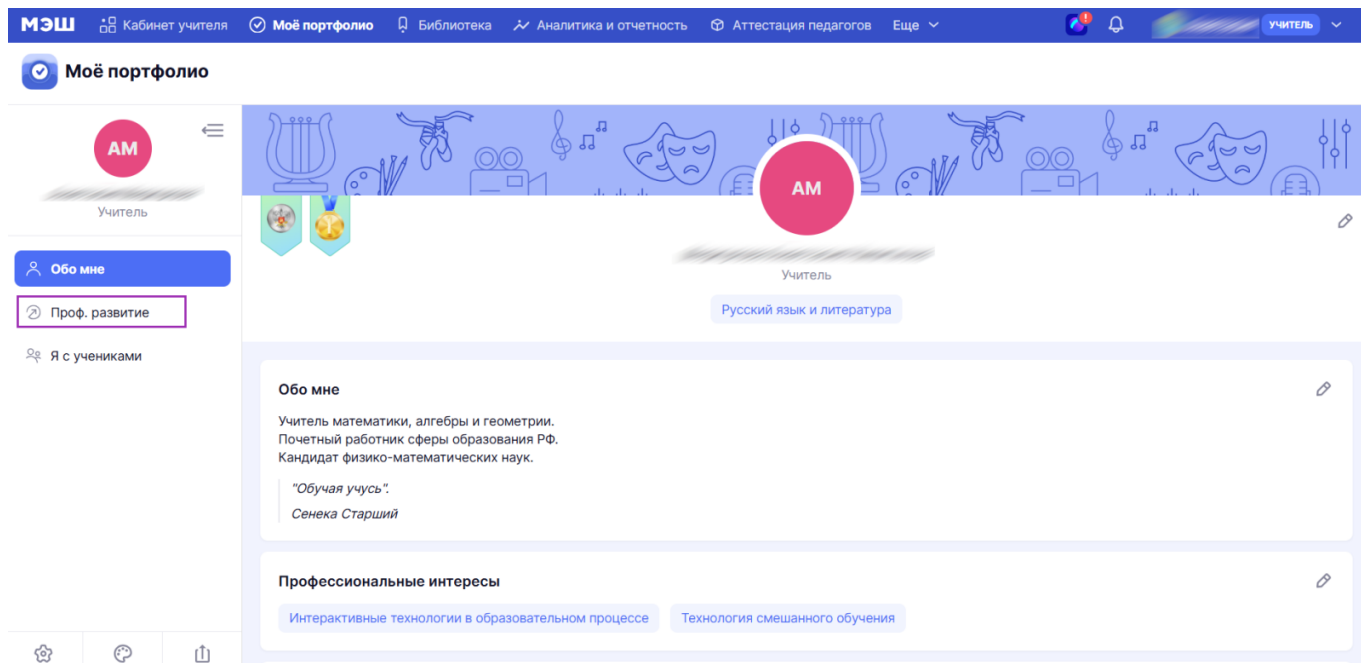 МЭШ Кабинет учителя Моё портфолио Библиотека Аналитика и отчетность Аттестация педагогов Еще УЧИТЕЛЬ
Моё портфолио
АМ
Учитель
Обо мне
Проф. развитие
Я с учениками
АМ
Учитель
Русский язык и литература
Обо мне
Учитель математики, алгебры и геометрии.
Почетный работник сферы образования РФ.
Кандидат физико-математических наук.
"Обучая учусь".
Сенека Старший
Профессиональные интересы
Интерактивные технологии в образовательном процессе Технология смешанного обучения